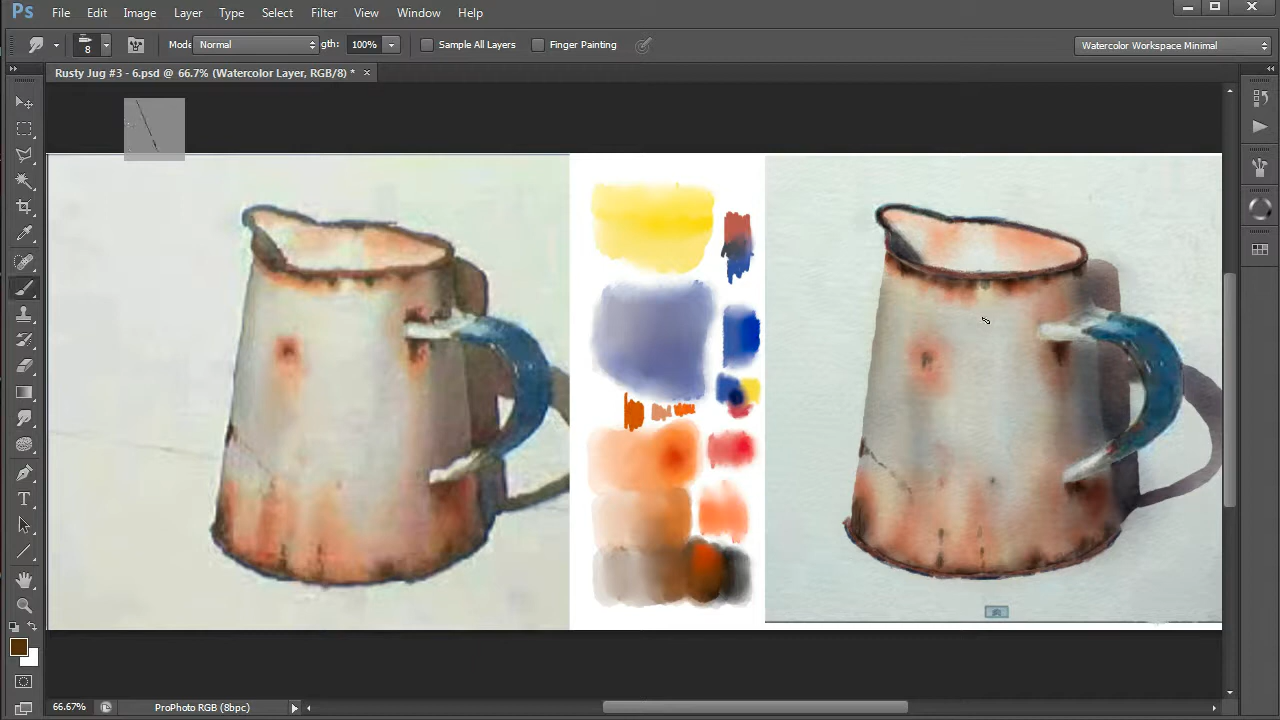 Ps File Edit Image Layer Type Select Filter View Window Help
8 Mode Normal gth: 100% Sample All Layers Finger Painting Watercolor Workspace Minimal
Rusty Jug #3 - 6.psd @ 66.7% (Watercolor Layer, RGB/8) *
66.67% ProPhoto RGB (8bpc)